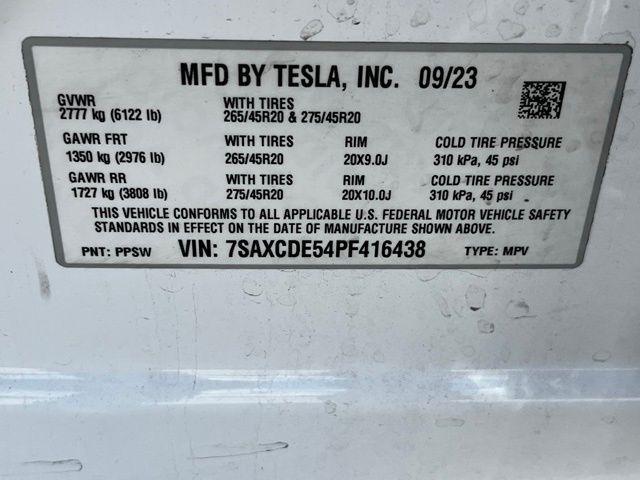 MFD BY TESLA, INC. 09/23
GVWR WITH TIRES
2777 kg (6122 lb) 265/45R20 & 275/45R20
GAWR FRT WITH TIRES RIM COLD TIRE PRESSURE
1350 kg (2976 lb) 265/45R20 20X9.0J 310 kPa, 45 psi
GAWR RR WITH TIRES RIM COLD TIRE PRESSURE
1727 kg (3808 lb) 275/45R20 20X10.0J 310 kPa, 45 psi
THIS VEHICLE CONFORMS TO ALL APPLICABLE U.S. FEDERAL MOTOR VEHICLE SAFETY
STANDARDS IN EFFECT ON THE DATE OF MANUFACTURE SHOWN ABOVE.
PNT: PPSW VIN: 7SAXCDE54PF416438 TYPE: MPV